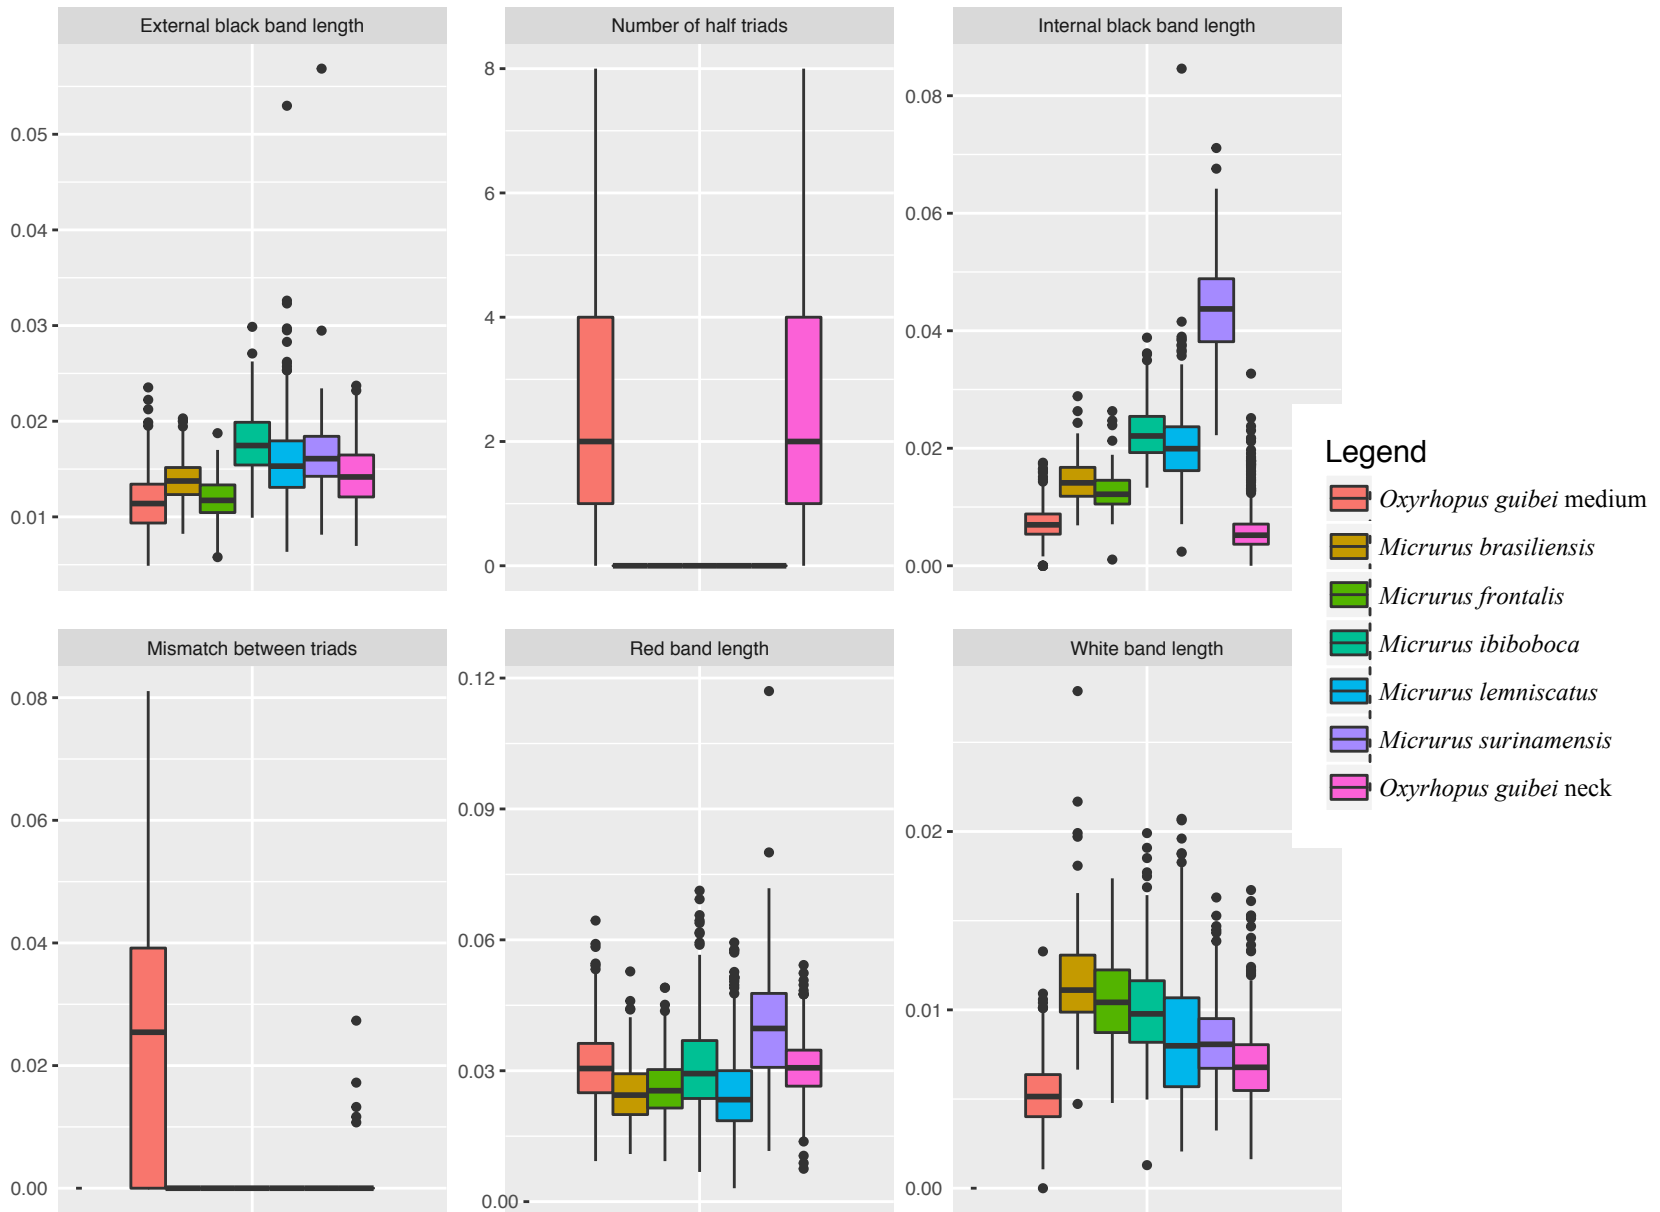 External black band length
Number of half triads
Internal black band length
0.05
0.04
0.03
0.02
0.01
8
6
4
2
0
0.08
0.06
0.04
0.02
0.00
Legend
Oxyrhopus guibei medium
Micrurus brasiliensis
Micrurus frontalis
Micrurus ibiboboca
Micrurus lemniscatus
Micrurus surinamensis
Oxyrhopus guibei neck
Mismatch between triads
Red band length
White band length
0.08
0.06
0.04
0.02
0.00
0.12
0.09
0.06
0.03
0.00
0.02
0.01
0.00